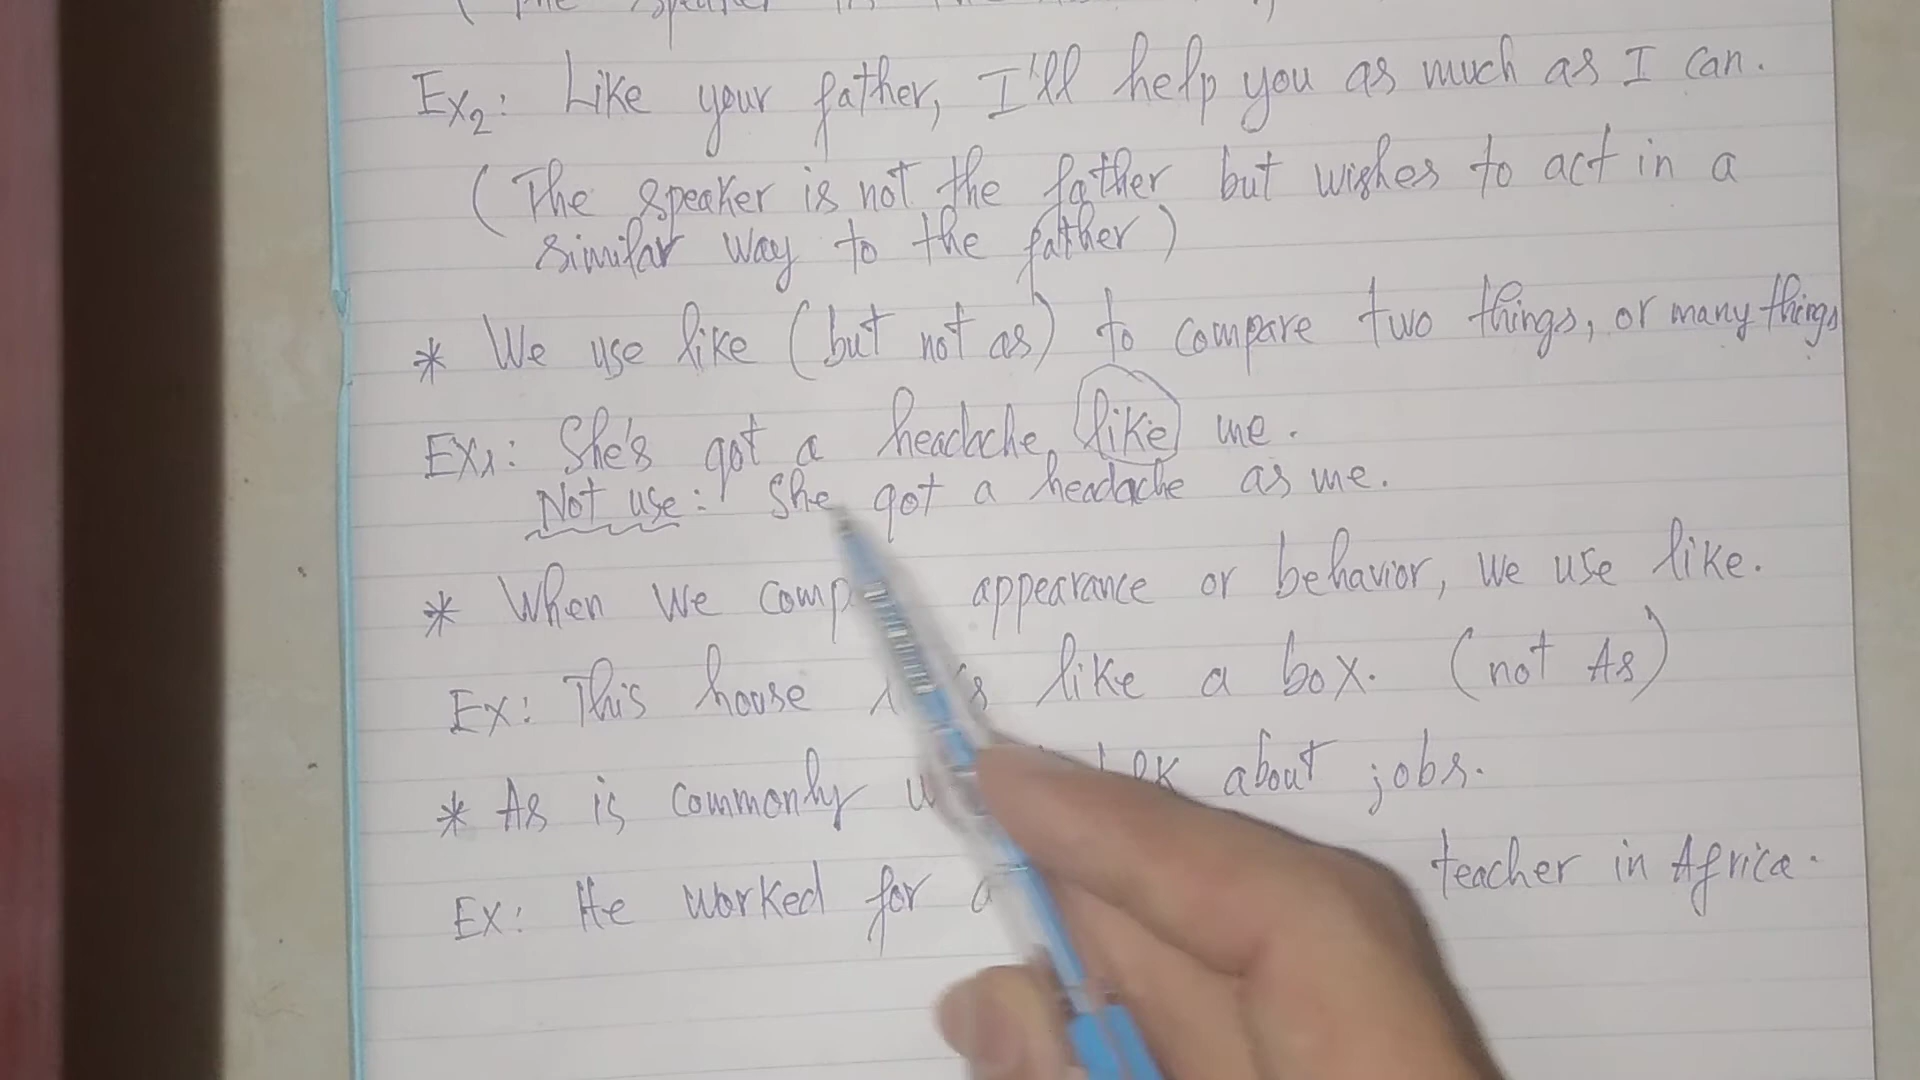 (The speaker is
Ex2: Like your father, I'll help you as much as I can.
(The speaker is not the father but wishes to act in a
similar way to the father)
* We use like (but not as) to compare two things, or many things
Ex1: She's got a headache, like me.
Not use: She got a headache as me.
* When we comp appearance or behavior, we use like.
Ex: This house like a box. (not As)
* As is commonly about jobs.
Ex: He worked for teacher in Africa.